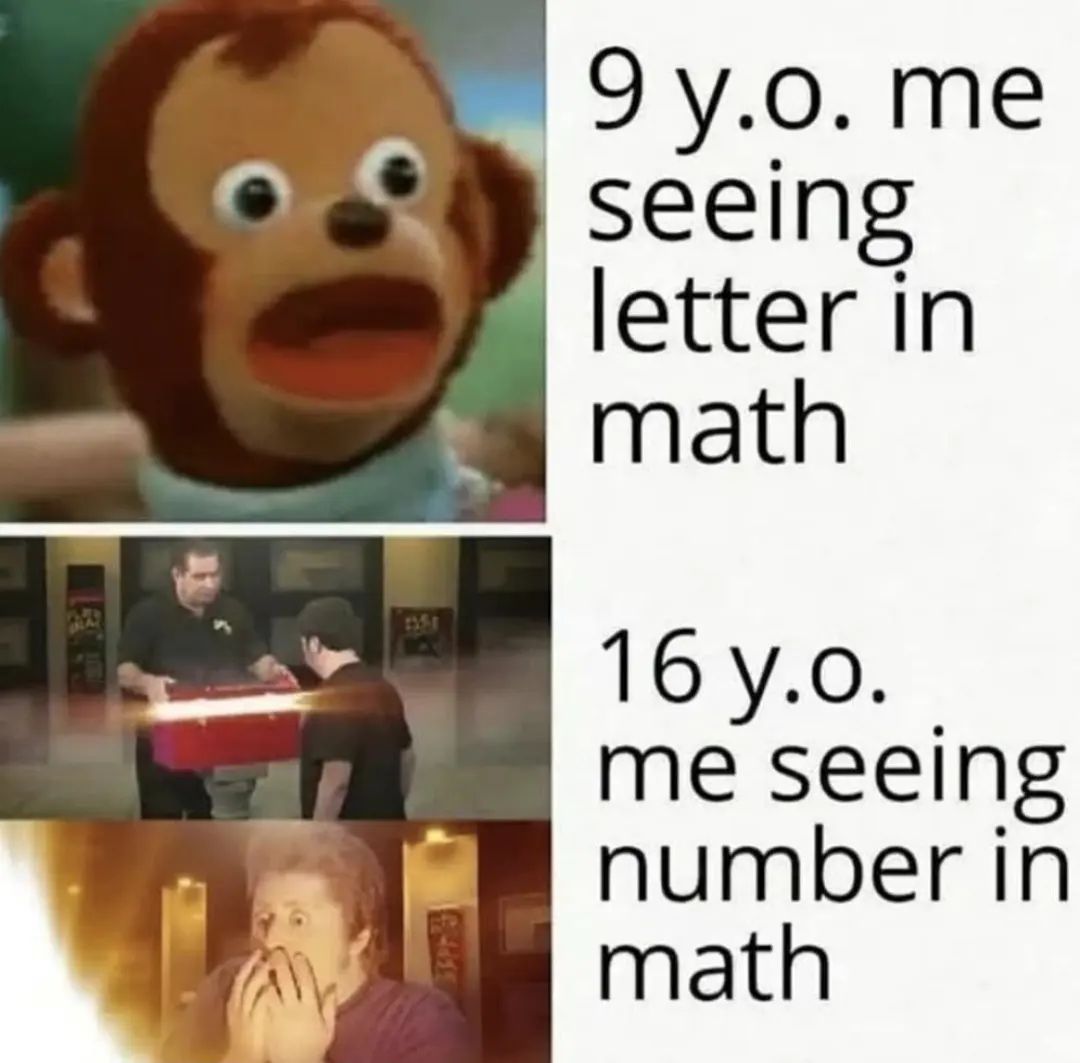 9 y.o. me
seeing
letter in
math
16 y.o.
me seeing
number in
math